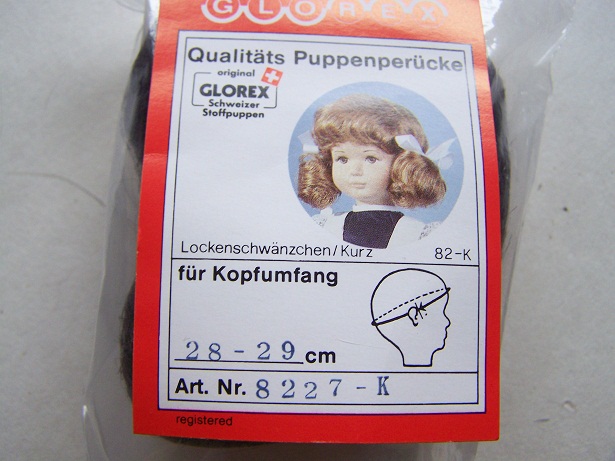 GLOREX
Qualitäts Puppenperücke
original
GLOREX
Schweizer
Stoffpuppen
Lockenschwänzchen/Kurz 82-K
für Kopfumfang
28-29 cm
Art. Nr. 8227-K
registered